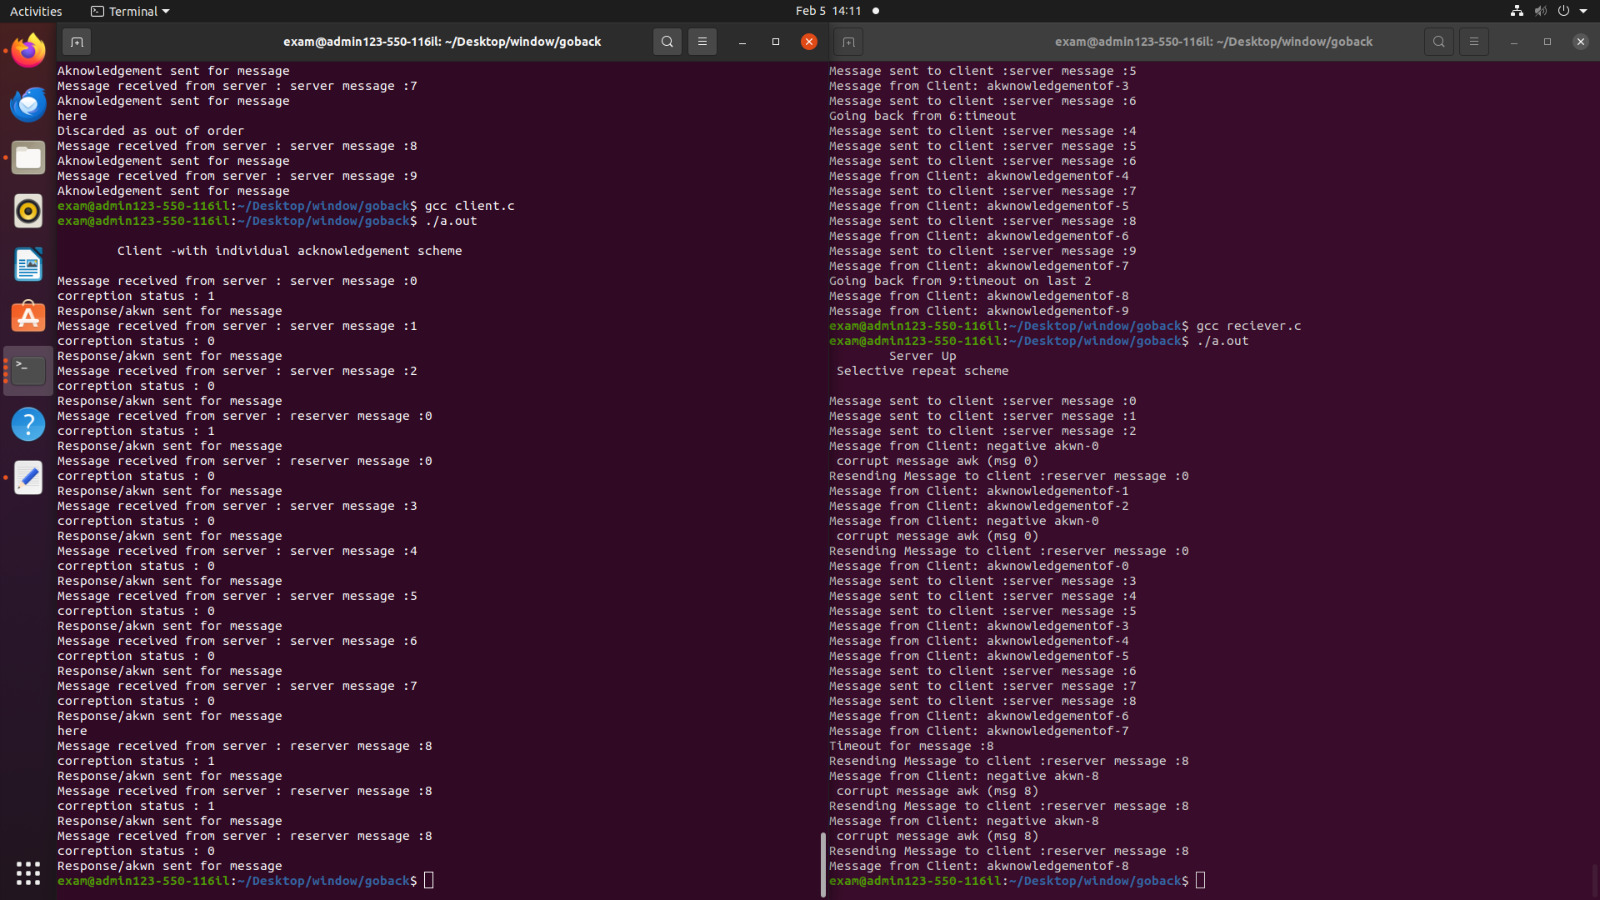 Activities
Terminal
Feb 5 14:11
exam@admin123-550-116il: ~/Desktop/window/goback
Aknowledgement sent for message
Message received from server : server message :7
Aknowledgement sent for message
here
Discarded as out of order
Message received from server : server message :8
Aknowledgement sent for message
Message received from server : server message :9
Aknowledgement sent for message
exam@admin123-550-116il:~/Desktop/window/goback$ gcc client.c
exam@admin123-550-116il:~/Desktop/window/goback$ ./a.out
Client -with individual acknowledgement scheme
Message received from server : server message :0
correption status : 1
Response/akwn sent for message
Message received from server : server message :1
correption status : 0
Response/akwn sent for message
Message received from server : server message :2
correption status : 0
Response/akwn sent for message
Message received from server : reserver message :0
correption status : 1
Response/akwn sent for message
Message received from server : reserver message :0
correption status : 0
Response/akwn sent for message
Message received from server : server message :3
correption status : 0
Response/akwn sent for message
Message received from server : server message :4
correption status : 0
Response/akwn sent for message
Message received from server : server message :5
correption status : 0
Response/akwn sent for message
Message received from server : server message :6
correption status : 0
Response/akwn sent for message
Message received from server : server message :7
correption status : 0
Response/akwn sent for message
here
Message received from server : reserver message :8
correption status : 1
Response/akwn sent for message
Message received from server : reserver message :8
correption status : 1
Response/akwn sent for message
Message received from server : reserver message :8
correption status : 0
Response/akwn sent for message
exam@admin123-550-116il:~/Desktop/window/goback$
exam@admin123-550-116il: ~/Desktop/window/goback
Message sent to client :server message :5
Message from Client: akwnowledgementof-3
Message sent to client :server message :6
Going back from 6:timeout
Message sent to client :server message :4
Message sent to client :server message :5
Message sent to client :server message :6
Message from Client: akwnowledgementof-4
Message sent to client :server message :7
Message from Client: akwnowledgementof-5
Message sent to client :server message :8
Message from Client: akwnowledgementof-6
Message sent to client :server message :9
Message from Client: akwnowledgementof-7
Going back from 9:timeout on last 2
Message from Client: akwnowledgementof-8
Message from Client: akwnowledgementof-9
exam@admin123-550-116il:~/Desktop/window/goback$ gcc reciever.c
exam@admin123-550-116il:~/Desktop/window/goback$ ./a.out
Server Up
Selective repeat scheme
Message sent to client :server message :0
Message sent to client :server message :1
Message sent to client :server message :2
Message from Client: negative akwn-0
corrupt message awk (msg 0)
Resending Message to client :reserver message :0
Message from Client: akwnowledgementof-1
Message from Client: akwnowledgementof-2
Message from Client: negative akwn-0
corrupt message awk (msg 0)
Resending Message to client :reserver message :0
Message from Client: akwnowledgementof-0
Message sent to client :server message :3
Message sent to client :server message :4
Message sent to client :server message :5
Message from Client: akwnowledgementof-3
Message from Client: akwnowledgementof-4
Message from Client: akwnowledgementof-5
Message sent to client :server message :6
Message sent to client :server message :7
Message sent to client :server message :8
Message from Client: akwnowledgementof-6
Message from Client: akwnowledgementof-7
Timeout for message :8
Resending Message to client :reserver message :8
Message from Client: negative akwn-8
corrupt message awk (msg 8)
Resending Message to client :reserver message :8
Message from Client: negative akwn-8
corrupt message awk (msg 8)
Resending Message to client :reserver message :8
Message from Client: akwnowledgementof-8
exam@admin123-550-116il:~/Desktop/window/goback$